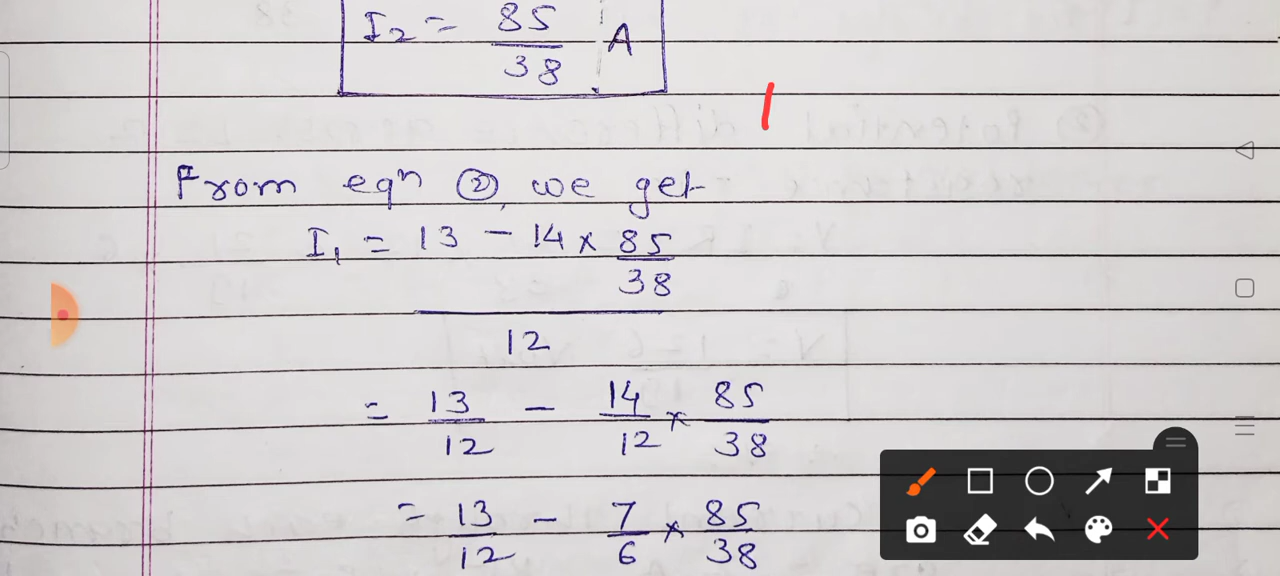 I₂ = 85/38 A
From eqⁿ ②, we get
I₁ = 13 - 14 × 85/38
12
= 13/12 - 14/12 × 85/38
= 13/12 - 7/6 × 85/38